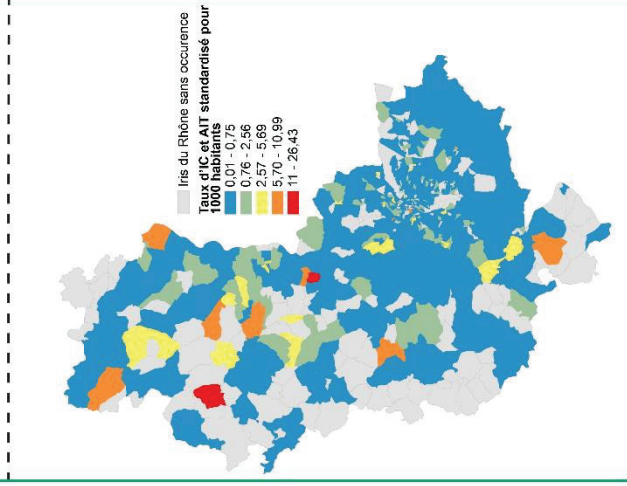 Iris du Rhône sans occurence
Taux d'IC et AIT standardisé pour
1000 habitants
0,01 - 0,75
0,76 - 2,56
2,57 - 5,69
5,70 - 10,99
11 - 26,43